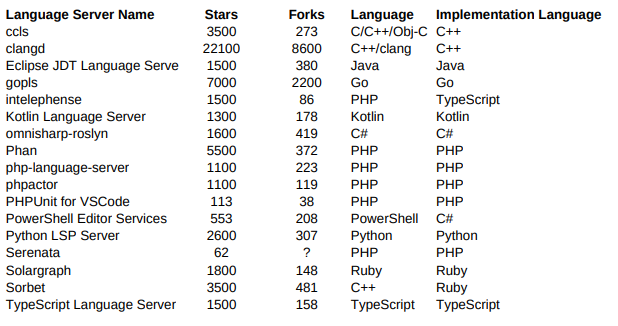 Language Server Name Stars Forks Language Implementation Language
ccls 3500 273 C/C++/Obj-C C++
clangd 22100 8600 C++/clang C++
Eclipse JDT Language Serve 1500 380 Java Java
gopls 7000 2200 Go Go
intelephense 1500 86 PHP TypeScript
Kotlin Language Server 1300 178 Kotlin Kotlin
omnisharp-roslyn 1600 419 C# C#
Phan 5500 372 PHP PHP
php-language-server 1100 223 PHP PHP
phpactor 1100 119 PHP PHP
PHPUnit for VSCode 113 38 PHP PHP
PowerShell Editor Services 553 208 PowerShell C#
Python LSP Server 2600 307 Python Python
Serenata 62 ? PHP PHP
Solargraph 1800 148 Ruby Ruby
Sorbet 3500 481 C++ Ruby
TypeScript Language Server 1500 158 TypeScript TypeScript